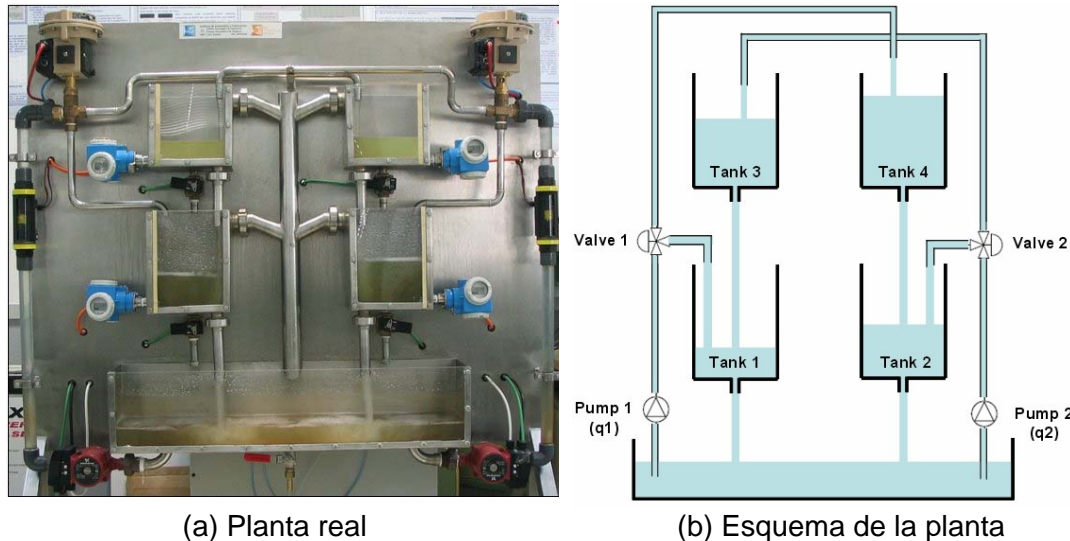 Tank 3
Tank 4
Valve 1
Valve 2
Tank 1
Tank 2
Pump 1
(q1)
Pump 2
(q2)
(a) Planta real
(b) Esquema de la planta